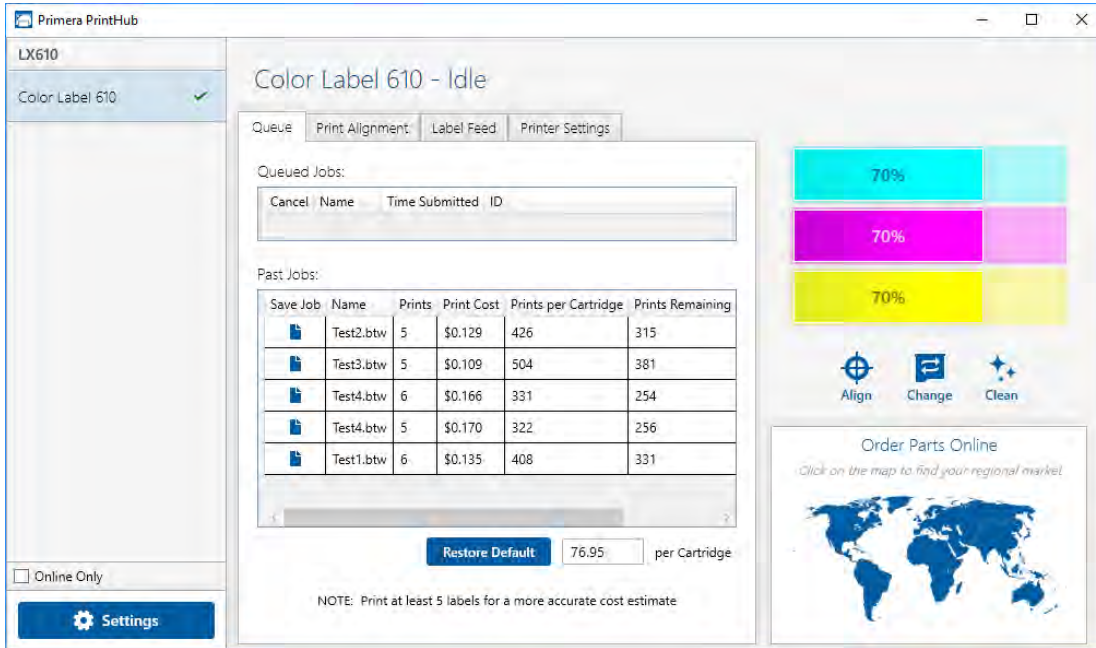 Primera PrintHub
LX610
Color Label 610
Color Label 610 - Idle
Queue Print Alignment Label Feed Printer Settings
Queued Jobs:
Cancel Name Time Submitted ID
Past Jobs:
Save Job Name Prints Print Cost Prints per Cartridge Prints Remaining
Test2.btw 5 $0.129 426 315
Test3.btw 5 $0.109 504 381
Test4.btw 6 $0.166 331 254
Test4.btw 5 $0.170 322 256
Test1.btw 6 $0.135 408 331
Restore Default 76.95 per Cartridge
NOTE: Print at least 5 labels for a more accurate cost estimate
Online Only
Settings
70%
70%
70%
Align Change Clean
Order Parts Online
Click on the map to find your regional market